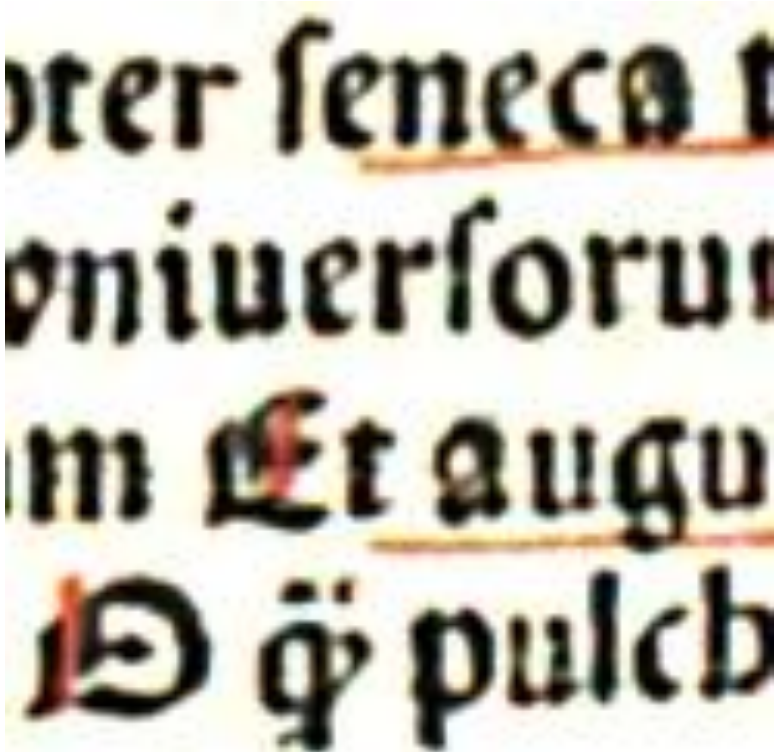 pter ſeneca t
vniuerſoru
m Et augu
O q̈ꝫ pulch